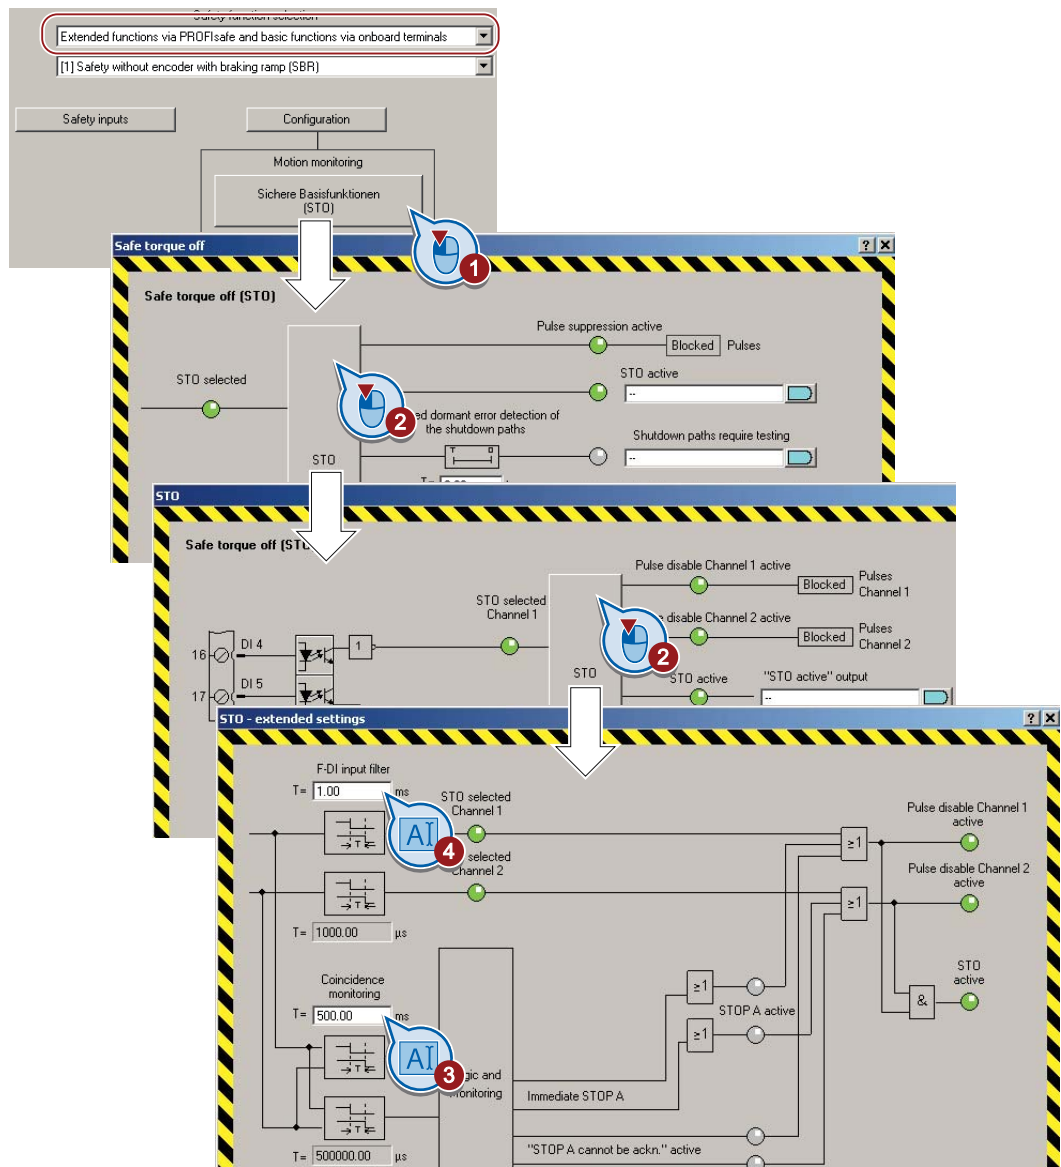 Extended functions via PROFIsafe and basic functions via onboard terminals
[1] Safety without encoder with braking ramp (SBR)
Safety inputs
Configuration
Motion monitoring
Sichere Basisfunktionen
(STO)
1
Safe torque off
? X
Safe torque off (STO)
Pulse suppression active
Blocked Pulses
STO selected
STO active
--
2
dormant error detection of
the shutdown paths
Shutdown paths require testing
T 0
--
STO
T=
STO
Safe torque off
Pulse disable Channel 1 active
Blocked
Pulses
Channel 1
STO selected
Channel 1
disable Channel 2 active
Blocked
Pulses
Channel 2
16
DI 4
1
2
STO
STO active
"STO active" output
17
DI 5
--
STO - extended settings
? X
F-DI input filter
T= 1.00 ms
STO selected
Channel 1
AI
4
selected
Channel 2
T
≥1
Pulse disable Channel 1
active
Pulse disable Channel 2
active
T
≥1
T= 1000.00 µs
Coincidence
monitoring
T= 500.00 ms
AI
3
T
≥1
STOP A active
≥1
STO
active
&
and
Immediate STOP A
T
"STOP A cannot be ackn." active
T= 500000.00 µs